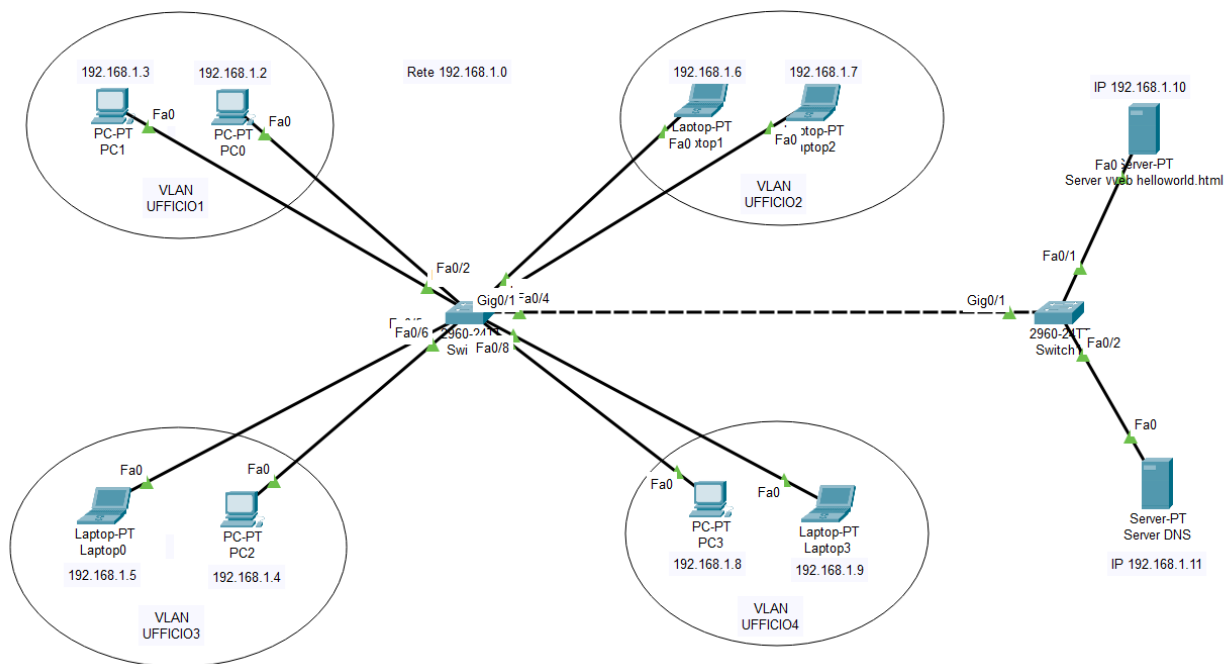 192.168.1.3
192.168.1.2
Rete 192.168.1.0
192.168.1.6
192.168.1.7
IP 192.168.1.10
Fa0
Fa0
PC-PT
PC1
PC-PT
PC0
VLAN
UFFICIO1
Laptop-PT
Fa0
Fa0
VLAN
UFFICIO2
Fa0
Server-PT
Server Web helloworld.html
Fa0/2
Fa0/1
Gig0/1
Fa0/4
Gig0/1
Fa0/6
Fa0/8
2960-24TT
Switch
Fa0/2
Fa0
Fa0
Laptop-PT
Laptop0
PC-PT
PC2
192.168.1.5
192.168.1.4
VLAN
UFFICIO3
Fa0
Fa0
PC-PT
PC3
Laptop-PT
Laptop3
192.168.1.8
192.168.1.9
VLAN
UFFICIO4
Fa0
Server-PT
Server DNS
IP 192.168.1.11